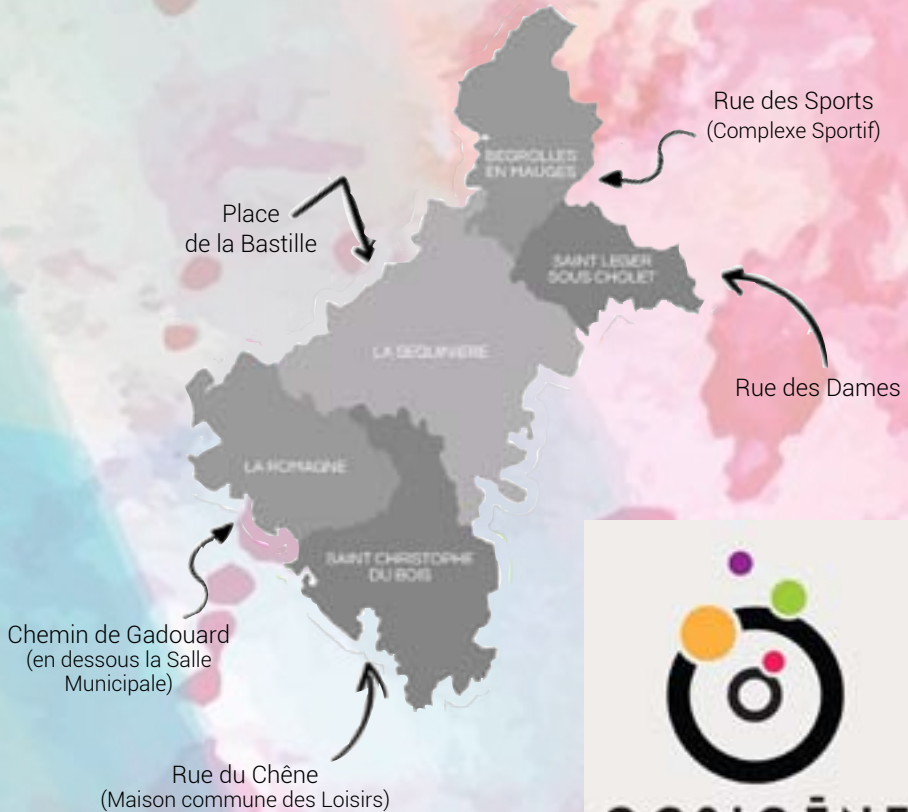 Rue des Sports
(Complexe Sportif)
BEGROLLES
EN MAUGES
Place
de la Bastille
SAINT LEGER
SOUS CHOLET
LA SEGUINIERE
Rue des Dames
LA ROMAGNE
SAINT CHRISTOPHE
DU BOIS
Chemin de Gadouard
(en dessous la Salle
Municipale)
Rue du Chêne
(Maison commune des Loisirs)